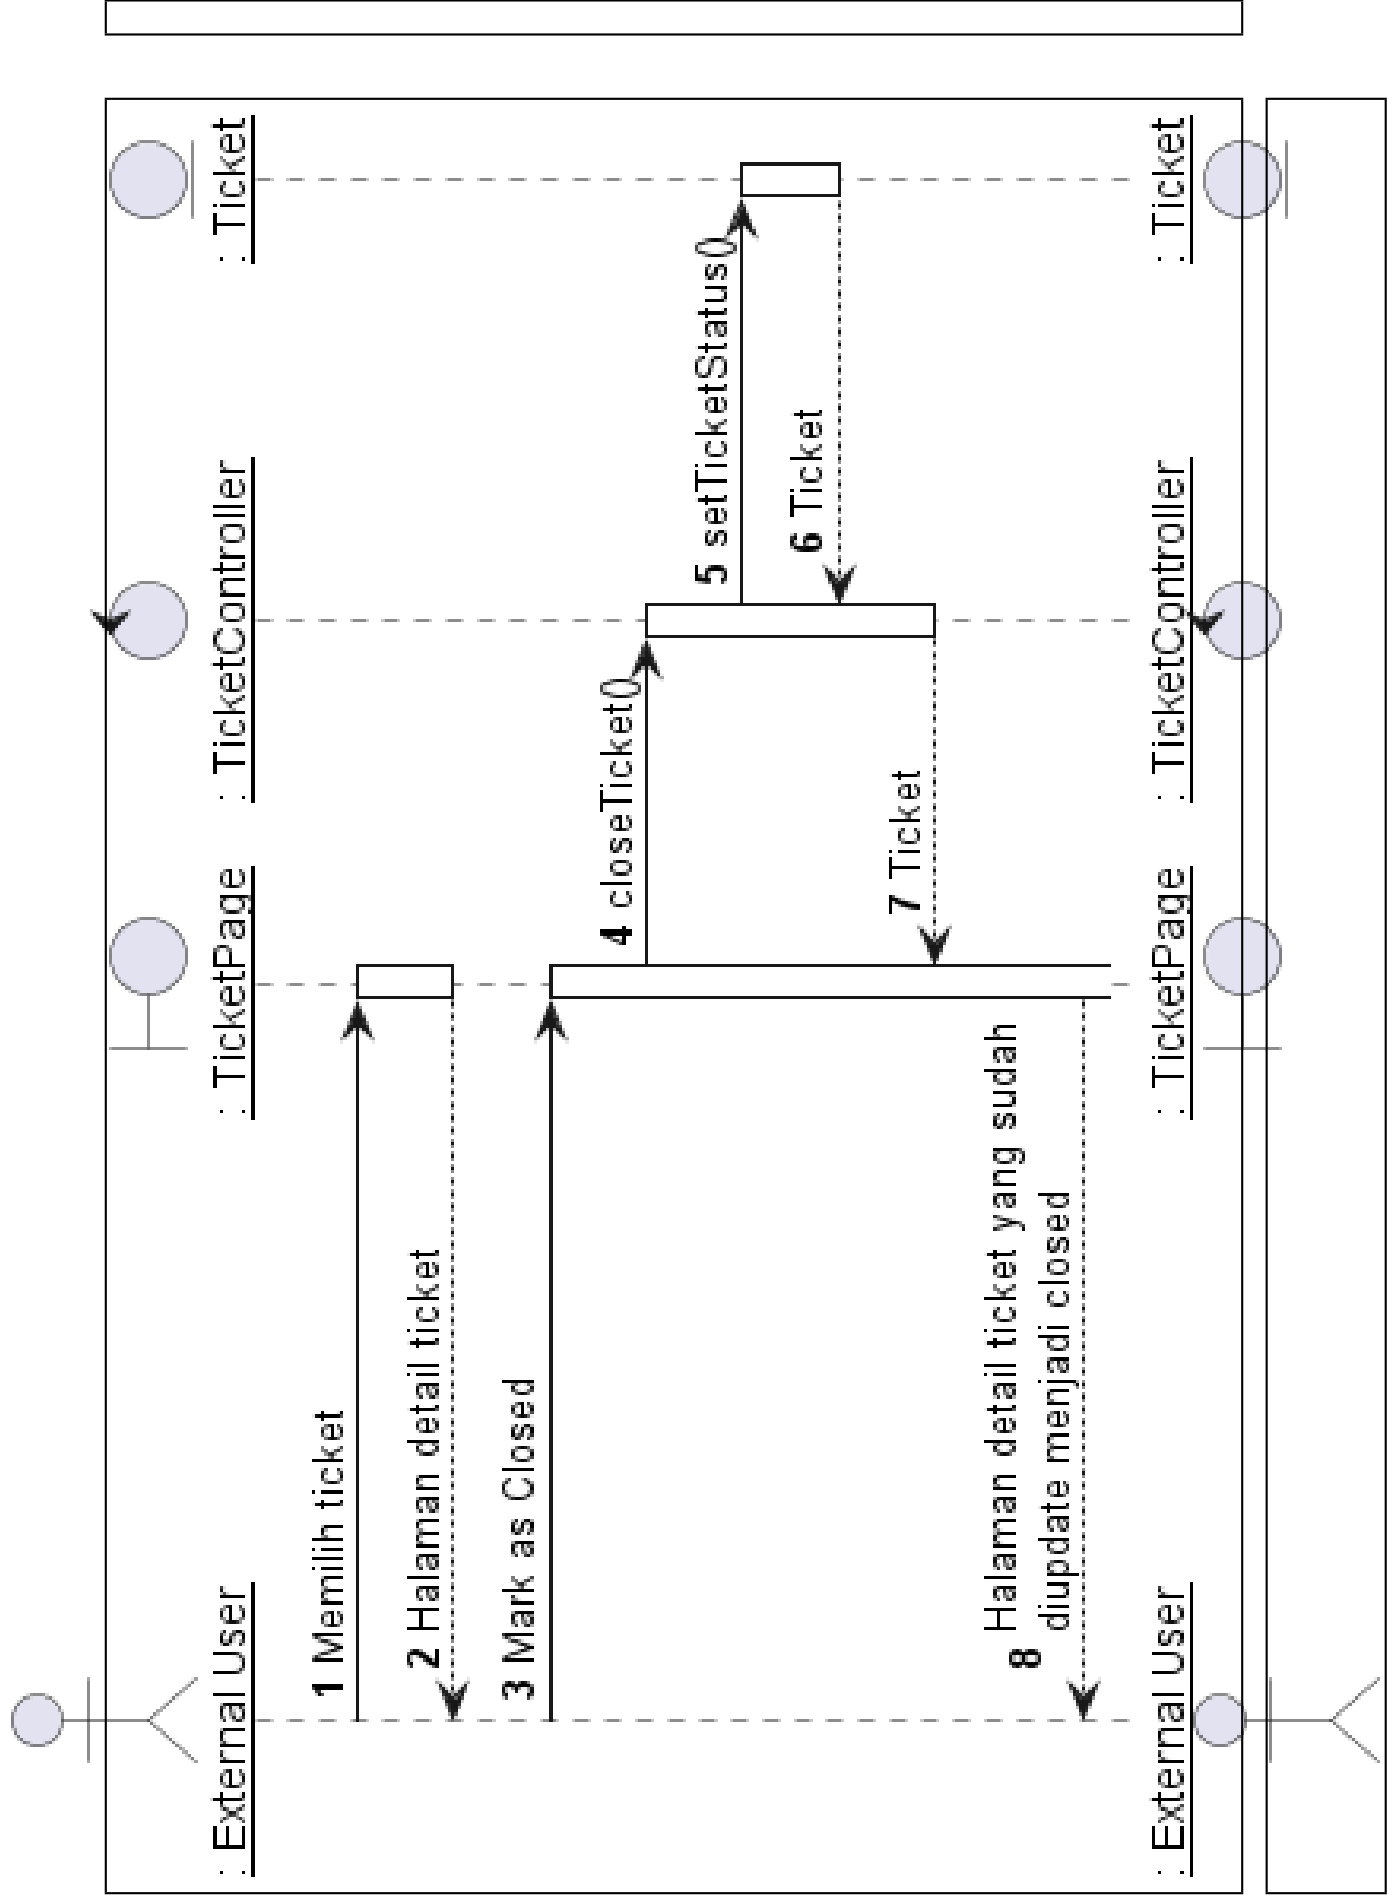 : External User
: TicketPage
: TicketController
: Ticket
1 Memilih ticket
2 Halaman detail ticket
3 Mark as Closed
4 closeTicket()
5 setTicketStatus()
6 Ticket
7 Ticket
8 Halaman detail ticket yang sudah
diupdate menjadi closed
: External User
: TicketPage
: TicketController
: Ticket